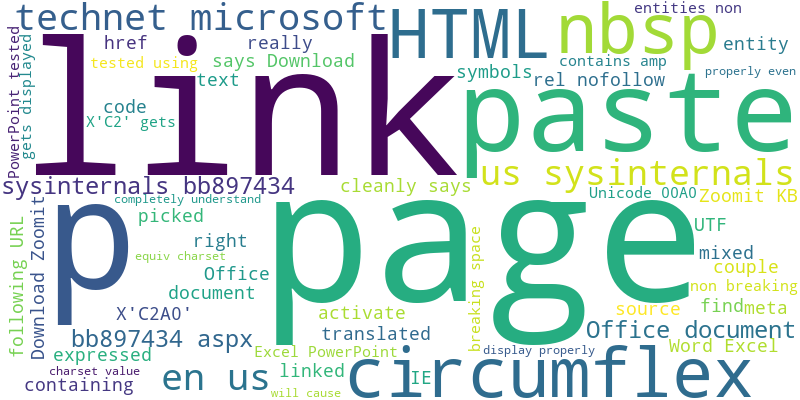 technet microsoft
HTML
nbsp
entities non
href
really
entity
tested using
says Download
contains amp
text
symbols
rel nofollow
properly even
PowerPoint tested
gets displayed
link
paste
code
X'C2' gets
us sysinternals
sysinternals bb897434
cleanly says
Unicode 00A0
Zoomit KB
completely understand
p
page
picked
UTF
following URL
Download Zoomit
right
equiv charset
breaking space
mixed
couple
Office
document
non breaking
X'C2A0'
activate
source
find
meta
bb897434 aspx
translated
Office document
expressed
Excel PowerPoint
display properly
Word Excel
charset value
containing
en us
linked
IE
circumflex
will cause